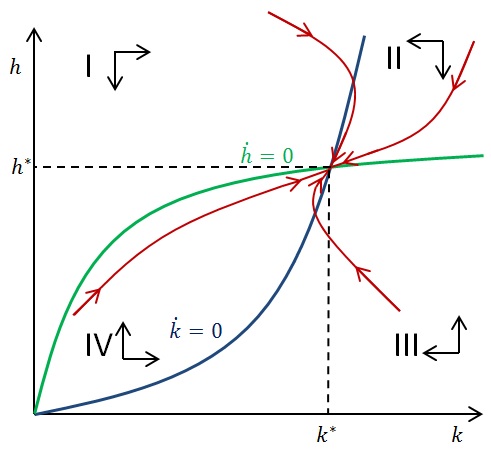 I
II
h
ḣ = 0
h*
IV
k̇ = 0
III
k*
k